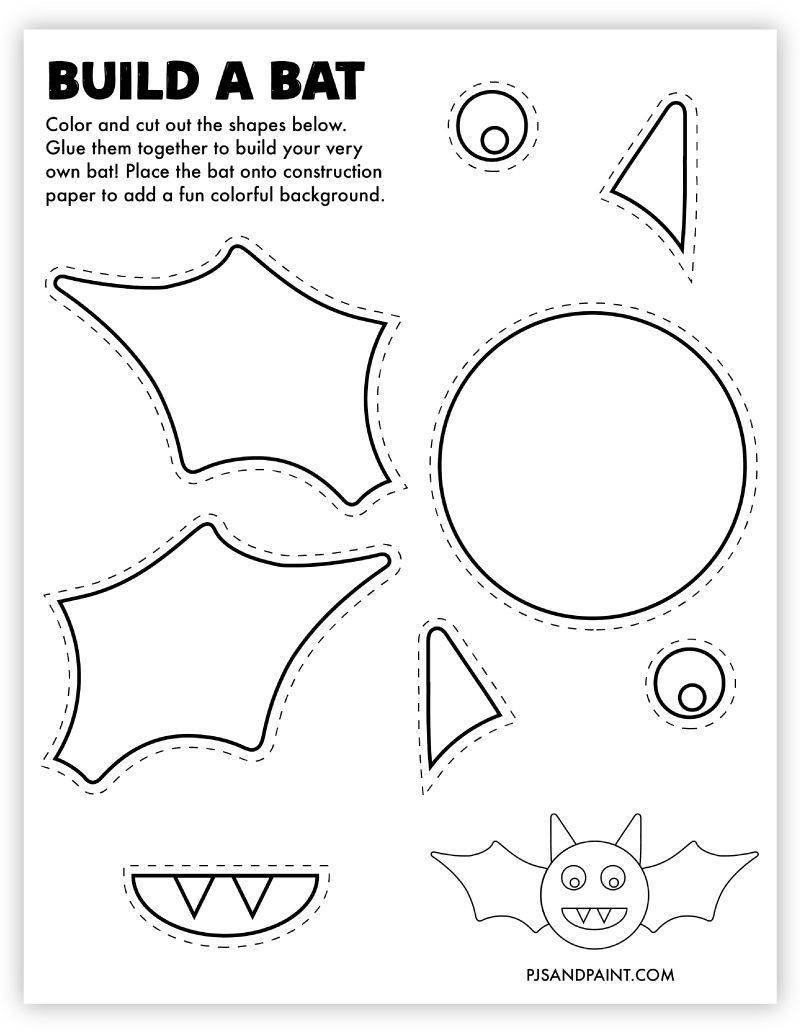 BUILD A BAT
Color and cut out the shapes below.
Glue them together to build your very
own bat! Place the bat onto construction
paper to add a fun colorful background.
PJSANDPAINT.COM